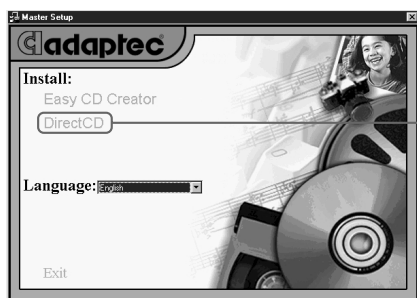 Master Setup
adaptec
Install:
Easy CD Creator
DirectCD
Language: English
Exit